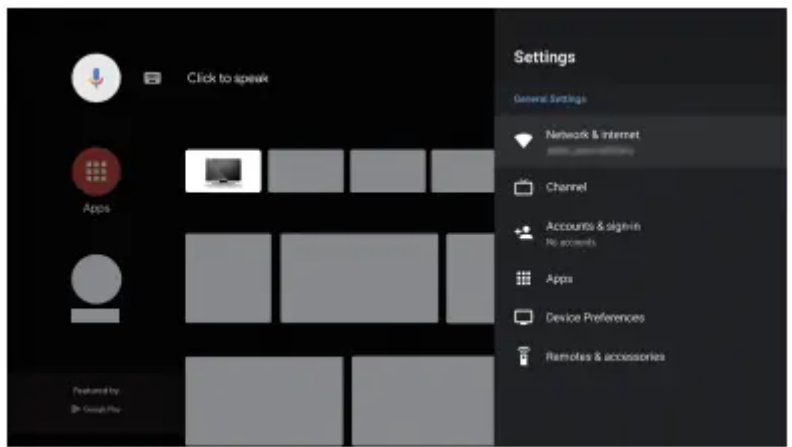 Click to speak
Apps
Featured by
Google Play
Settings
General Settings
Network & Internet
Channel
Accounts & sign-in
No accounts
Apps
Device Preferences
Remotes & accessories